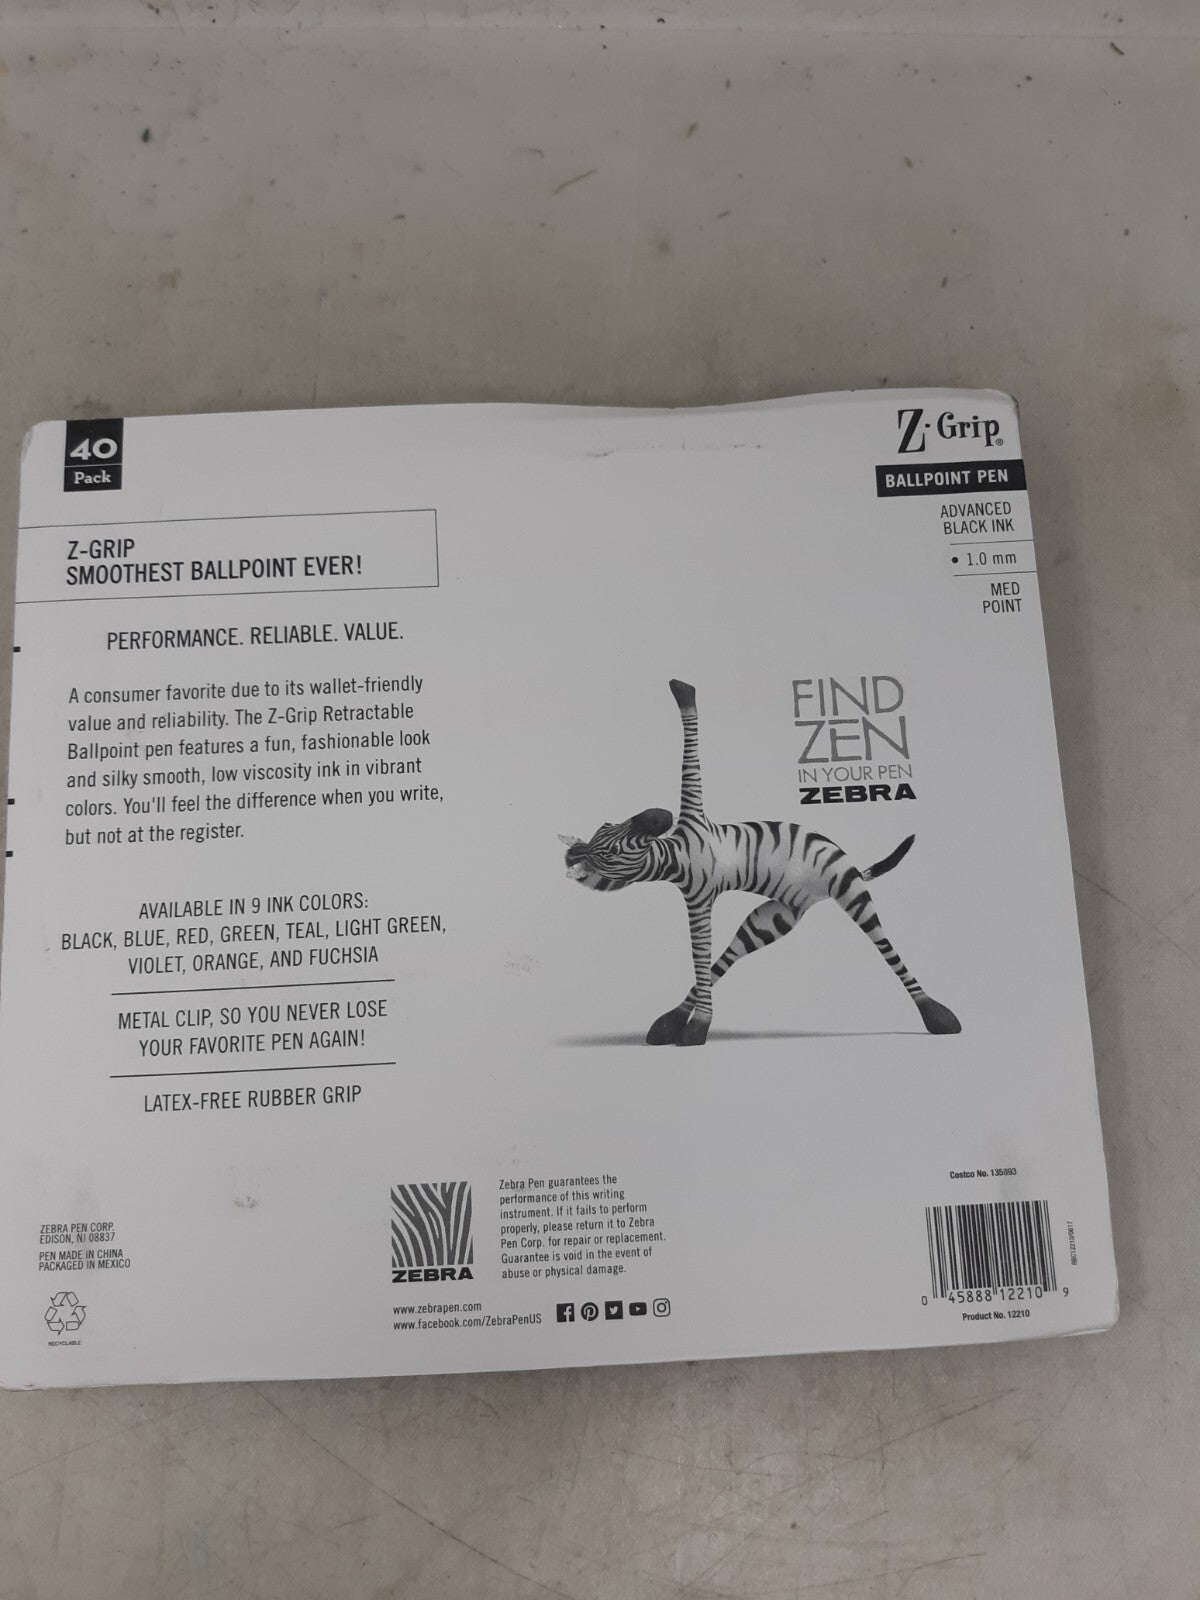 40
Pack
Z-GRIP
SMOOTHEST BALLPOINT EVER!
PERFORMANCE. RELIABLE. VALUE.
A consumer favorite due to its wallet-friendly
value and reliability. The Z-Grip Retractable
Ballpoint pen features a fun, fashionable look
and silky smooth, low viscosity ink in vibrant
colors. You'll feel the difference when you write,
but not at the register.
AVAILABLE IN 9 INK COLORS:
BLACK, BLUE, RED, GREEN, TEAL, LIGHT GREEN,
VIOLET, ORANGE, AND FUCHSIA
METAL CLIP, SO YOU NEVER LOSE
YOUR FAVORITE PEN AGAIN!
LATEX-FREE RUBBER GRIP
Z·Grip®
BALLPOINT PEN
ADVANCED
BLACK INK
• 1.0 mm
MED
POINT
FIND
ZEN
IN YOUR PEN
ZEBRA
ZEBRA PEN CORP.
EDISON, NJ 08837
PEN MADE IN CHINA
PACKAGED IN MEXICO
RECYCLABLE
ZEBRA
Zebra Pen guarantees the
performance of this writing
instrument. If it fails to perform
properly, please return it to Zebra
Pen Corp. for repair or replacement.
Guarantee is void in the event of
abuse or physical damage.
www.zebrapen.com
www.facebook.com/ZebraPenUS
Costco No. 135893
0 45888 12210 9
Product No. 12210
RBC12210/0617